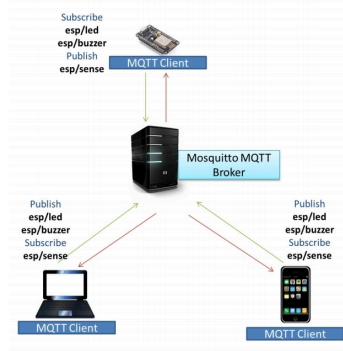 Subscribe
esp/led
esp/buzzer
Publish
esp/sense
MQTT Client
Mosquitto MQTT
Broker
Publish
esp/led
esp/buzzer
Subscribe
esp/sense
MQTT Client
Publish
esp/led
esp/buzzer
Subscribe
esp/sense
MQTT Client